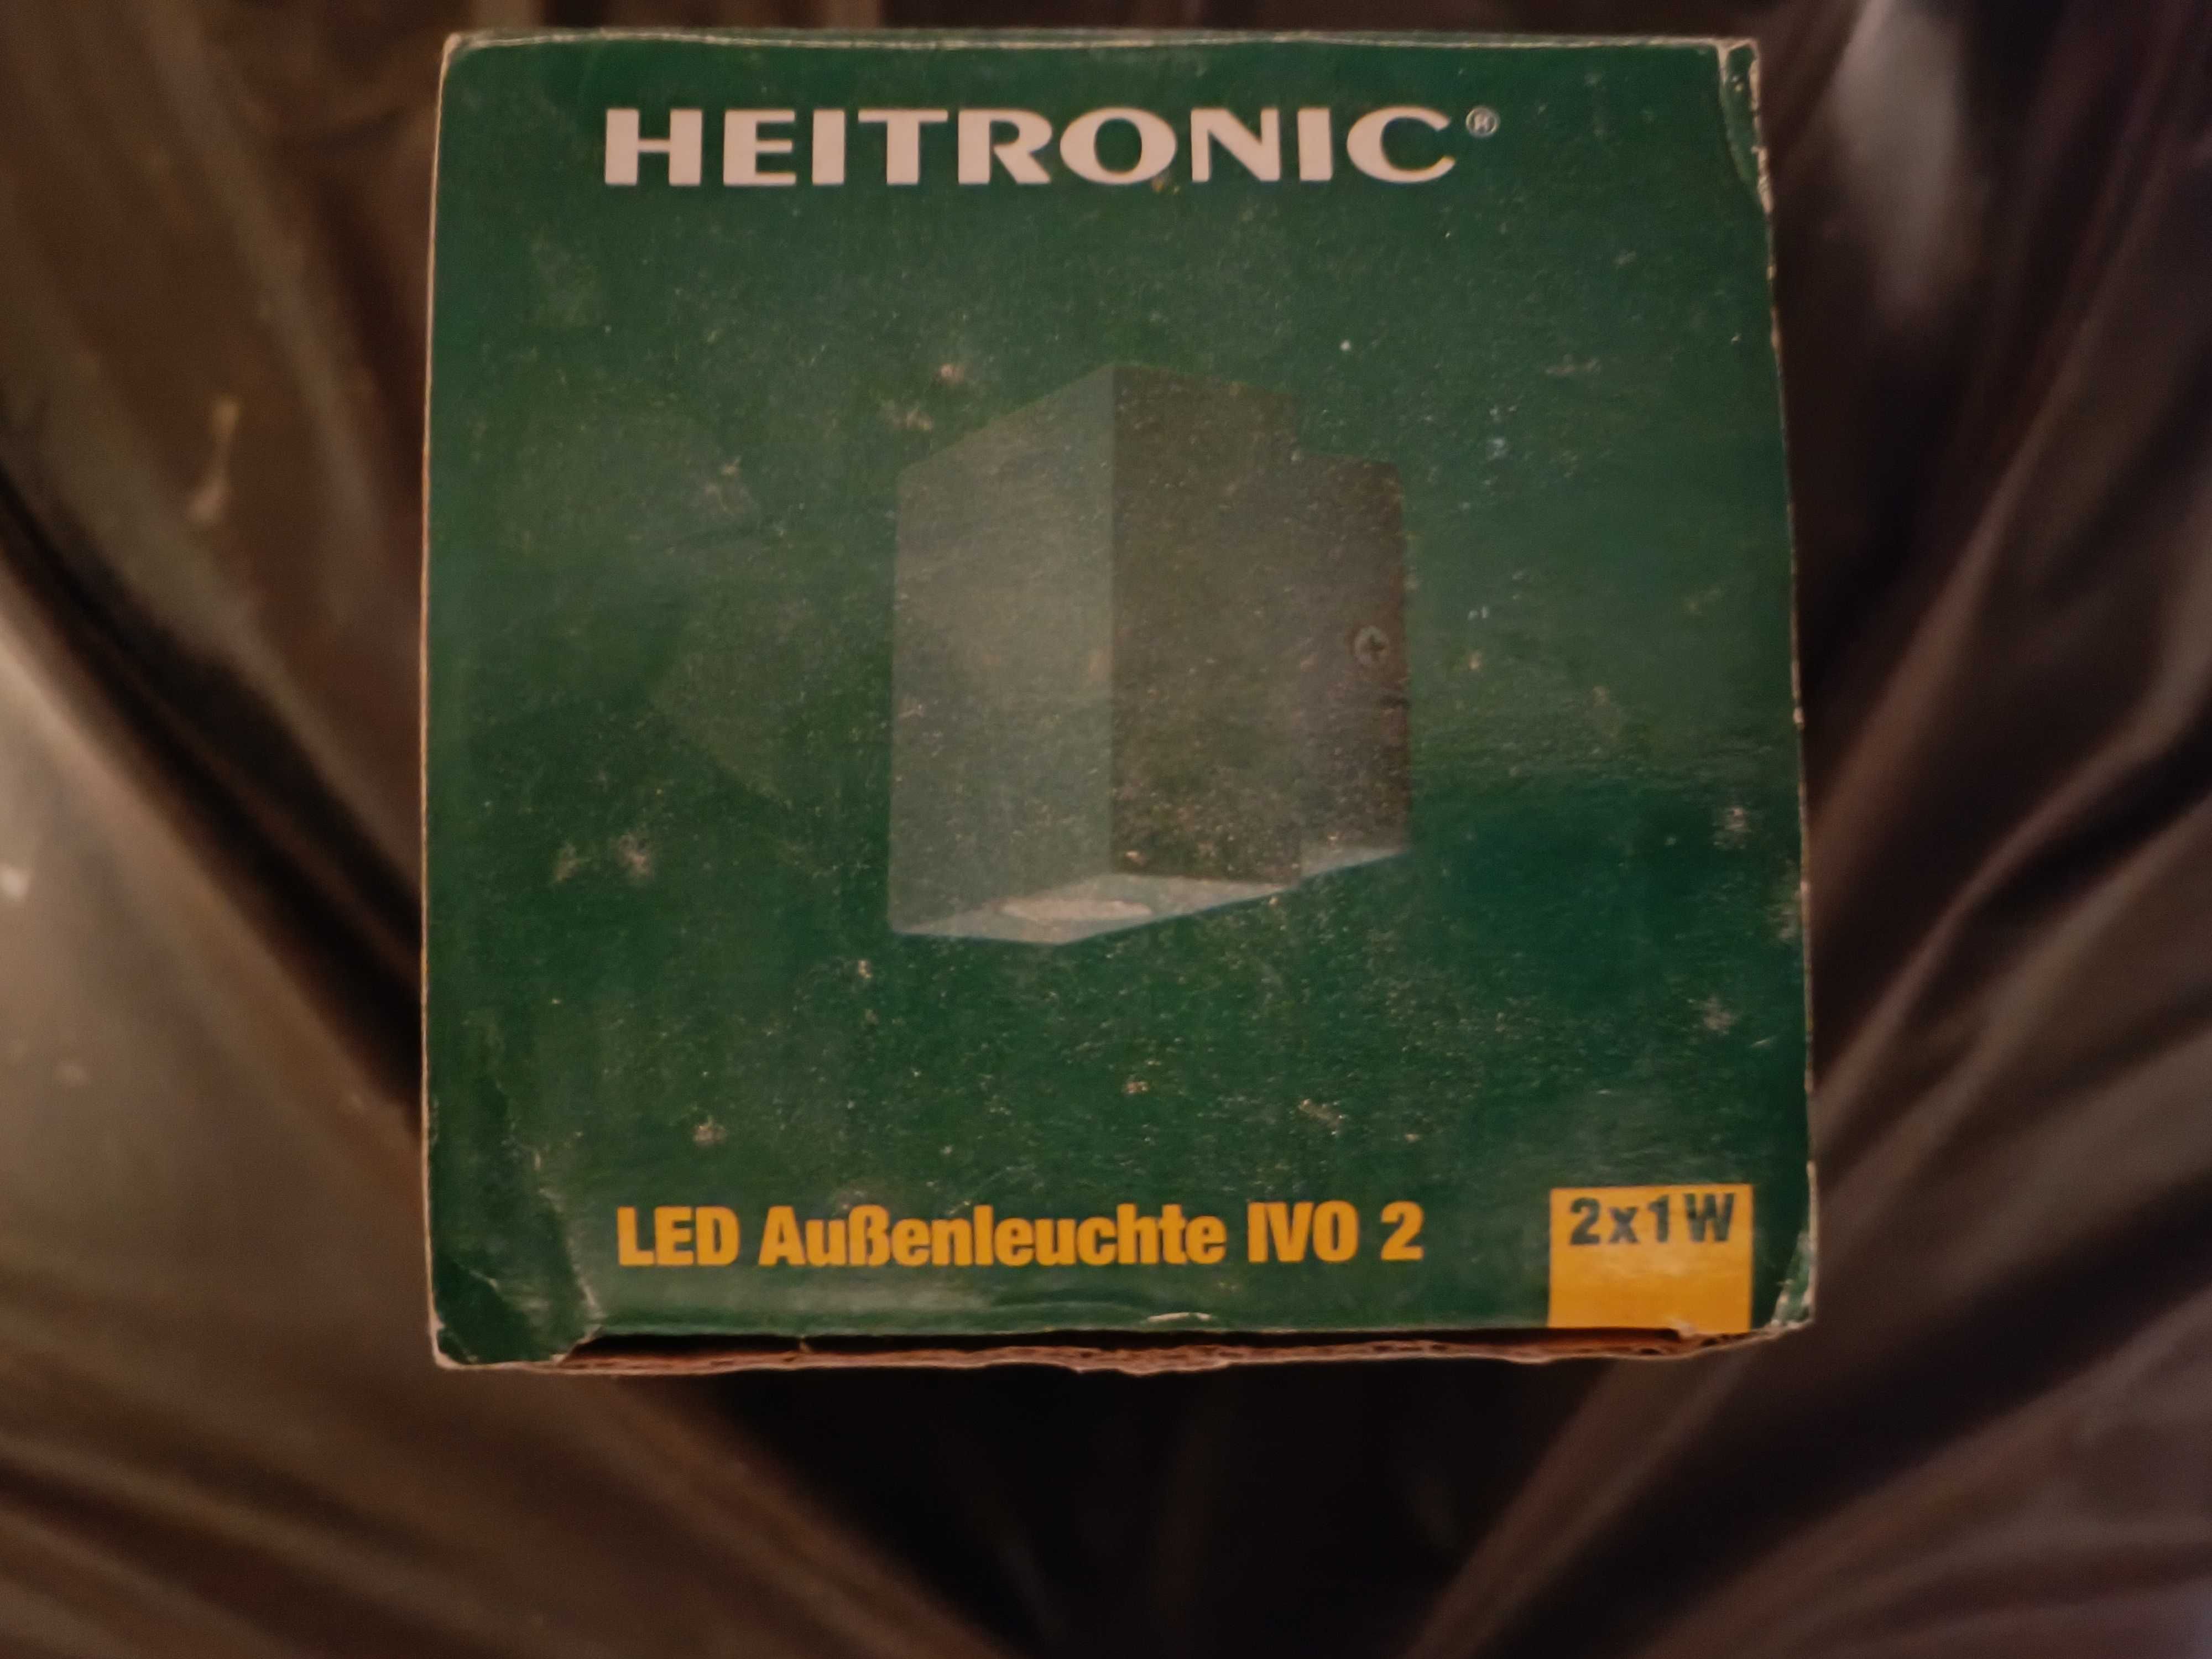 HEITRONIC®
LED Außenleuchte IVO 2
2x1W